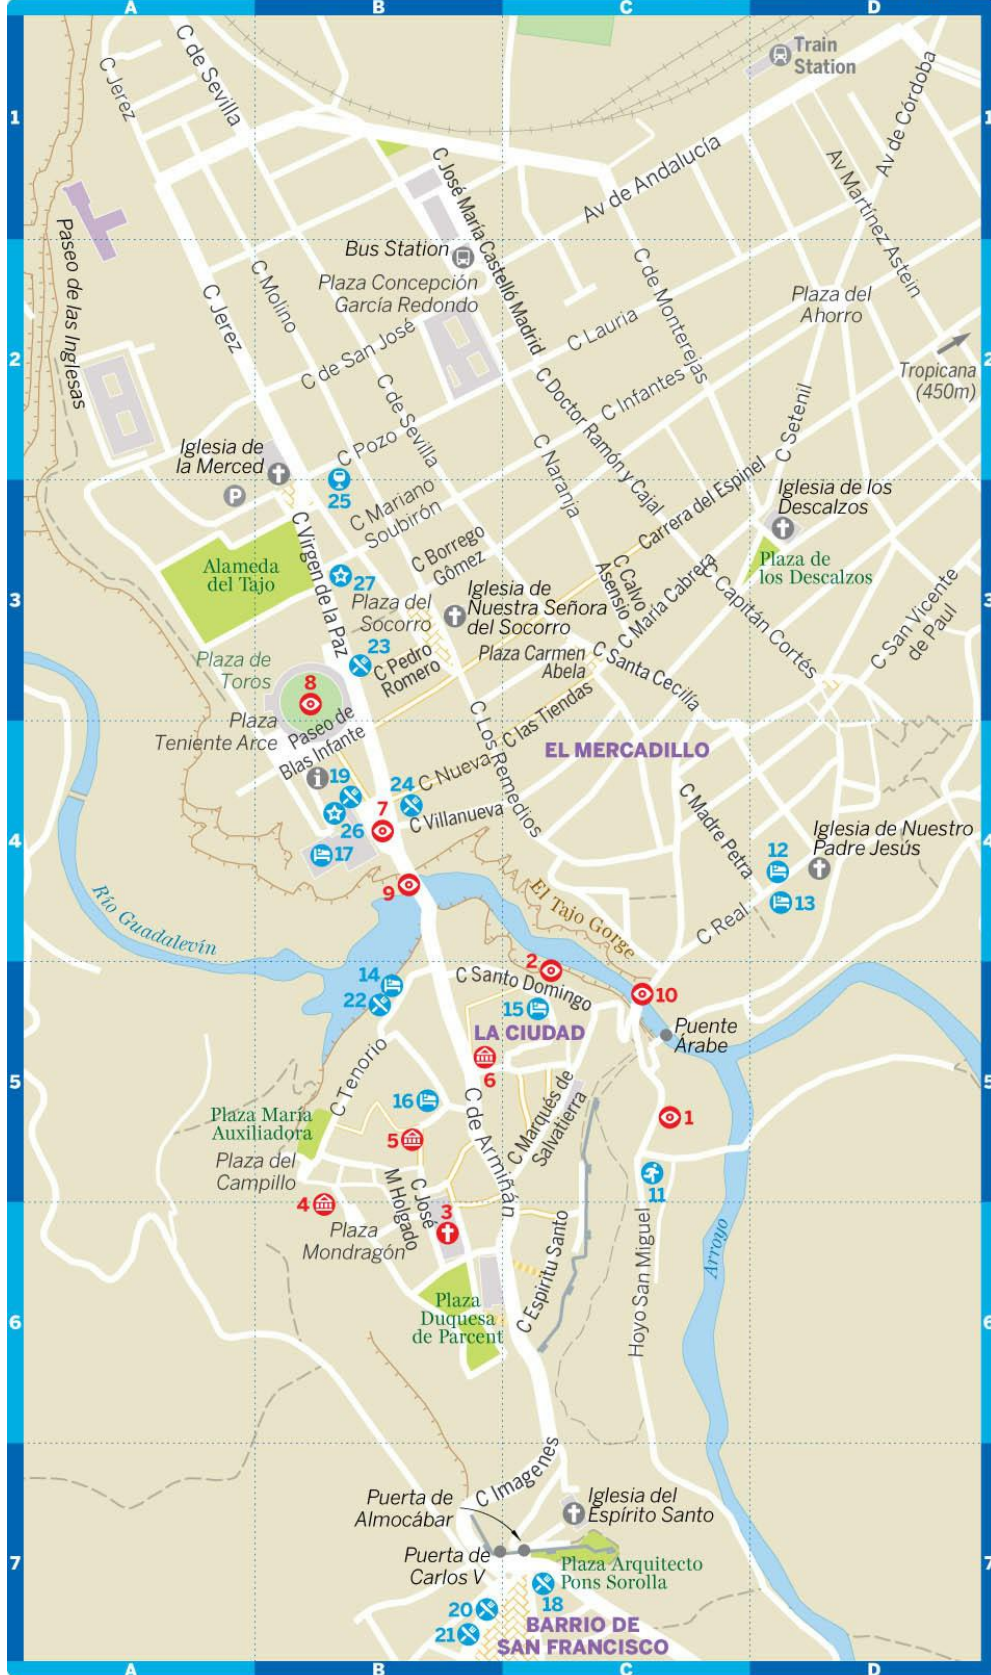 A
B
C
D
Train
Station
C de Sevilla
C Jerez
Av de Córdoba
1
1
Av de Andalucía
Av Martínez Astein
C José María Castelló Madrid
Paseo de las Inglesas
Bus Station
Plaza Concepción
García Redondo
C Molino
C Jerez
C de Monterejas
Plaza del
Ahorro
C Lauria
2
2
C de San José
Tropicana
(450m)
C Doctor Ramón y Cajal
C Infantes
C de Sevilla
C Setenil
C Pozo
Iglesia de
la Merced
C Naranja
Carrera del Espinel
P
25
C Mariano
Soubirón
Iglesia de los
Descalzos
C Virgen de la Paz
C Borrego
Gômez
Alameda
del Tajo
27
Plaza de
los Descalzos
C Calvo
Asensio
C María Cabrera
C Capitán Cortés
3
3
Plaza del
Socorro
Iglesia de
Nuestra Señora
del Socorro
C San Vicente
de Paul
23
C Pedro
Romero
Plaza Carmen
Abela
C Santa Cecilia
Plaza de
Toros
8
Plaza
Teniente Arce
Paseo de
Blas Infante
C Los Remedios
C las Tiendas
EL MERCADILLO
i
19
24
C Nueva
7
C Villanueva
26
C Madre Petra
Iglesia de Nuestro
Padre Jesús
4
4
17
12
9
13
El Tajo Gorge
C Real
Río Guadalevín
2
C Santo Domingo
14
22
10
15
LA CIUDAD
Puente
Árabe
C Tenorio
6
5
5
16
C Marqués de
Salvatierra
C de Armiñán
Plaza María
Auxiliadora
5
1
Plaza del
Campillo
11
4
M Holgado
C José
3
Plaza
Mondragón
C Espíritu Santo
Hoyo San Miguel
Arroyo
Plaza
Duquesa
de Parcent
6
6
C Imagenes
Puerta de
Almocábar
Iglesia del
Espírito Santo
Puerta de
Carlos V
Plaza Arquitecto
Pons Sorolla
7
7
18
20
21
BARRIO DE
SAN FRANCISCO
A
B
C
D